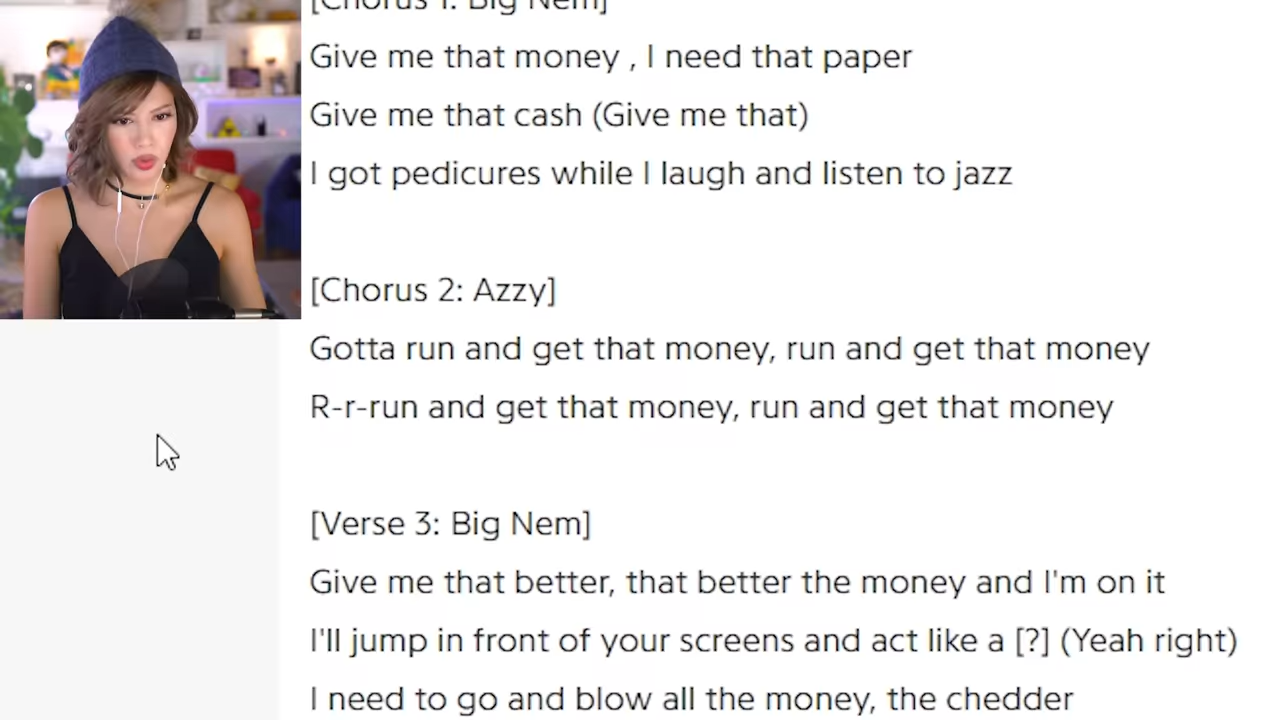 [Chorus 1: Big Nem]
Give me that money , I need that paper
Give me that cash (Give me that)
I got pedicures while I laugh and listen to jazz
[Chorus 2: Azzy]
Gotta run and get that money, run and get that money
R-r-run and get that money, run and get that money
[Verse 3: Big Nem]
Give me that better, that better the money and I'm on it
I'll jump in front of your screens and act like a [?] (Yeah right)
I need to go and blow all the money, the chedder